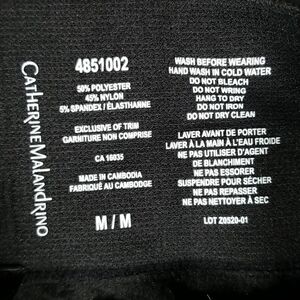 CATHERINE MALANDRINO
4851002
50% POLYESTER
45% NYLON
5% SPANDEX / ÉLASTHANNE
EXCLUSIVE OF TRIM
GARNITURE NON COMPRISE
CA 16035
MADE IN CAMBODIA
FABRIQUÉ AU CAMBODGE
M / M
WASH BEFORE WEARING
HAND WASH IN COLD WATER
DO NOT BLEACH
DO NOT WRING
HANG TO DRY
DO NOT IRON
DO NOT DRY CLEAN
LAVER AVANT DE PORTER
LAVER À LA MAIN À L'EAU FROIDE
NE PAS UTILISER D'AGENT
DE BLANCHIMENT
NE PAS ESSORER
SUSPENDRE POUR SÉCHER
NE PAS REPASSER
NE PAS NETTOYER À SEC
LOT Z0520-01